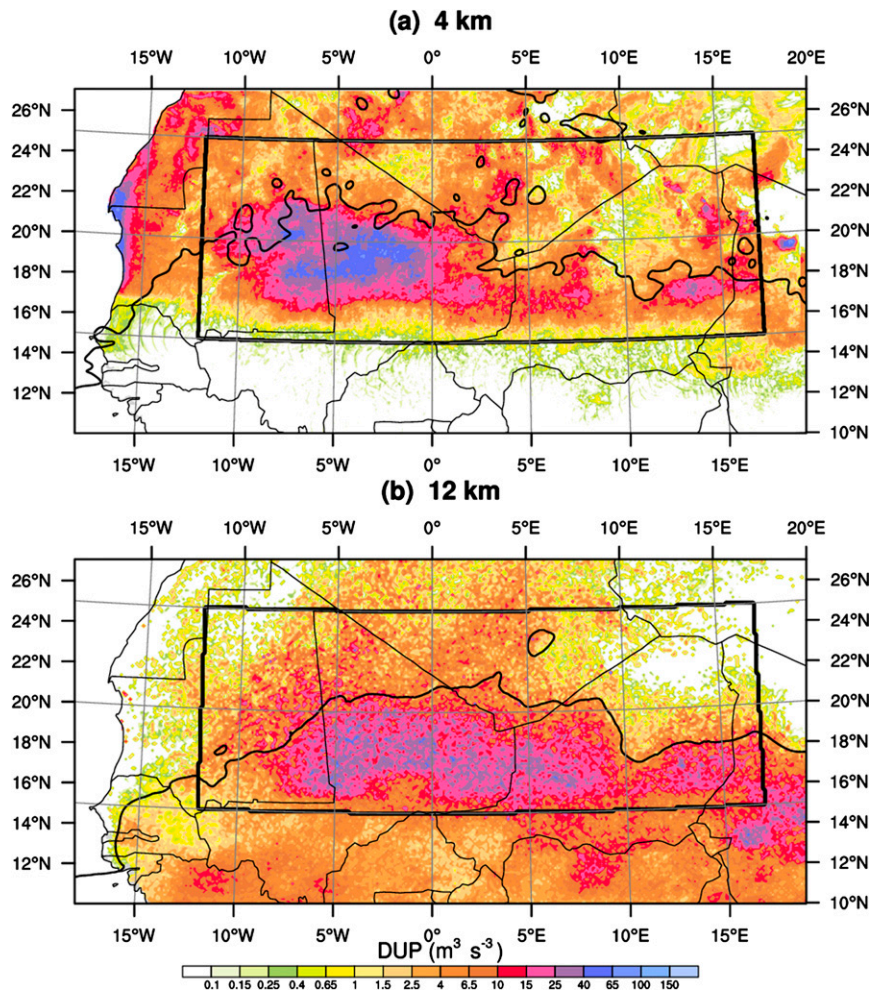 (a) 4 km
15°W 10°W 5°W 0° 5°E 10°E 15°E 20°E
26°N 26°N
24°N 24°N
22°N 22°N
20°N 20°N
18°N 18°N
16°N 16°N
14°N 14°N
12°N 12°N
10°N
15°W 10°W 5°W 0° 5°E 10°E 15°E
(b) 12 km
15°W 10°W 5°W 0° 5°E 10°E 15°E 20°E
26°N 26°N
24°N 24°N
22°N 22°N
20°N 20°N
18°N 18°N
16°N 16°N
14°N 14°N
12°N 12°N
10°N
15°W 10°W 5°W 0° 5°E 10°E 15°E
DUP (m³ s⁻³)
0.1 0.15 0.25 0.4 0.65 1 1.5 2.5 4 6.5 10 15 25 40 65 100 150